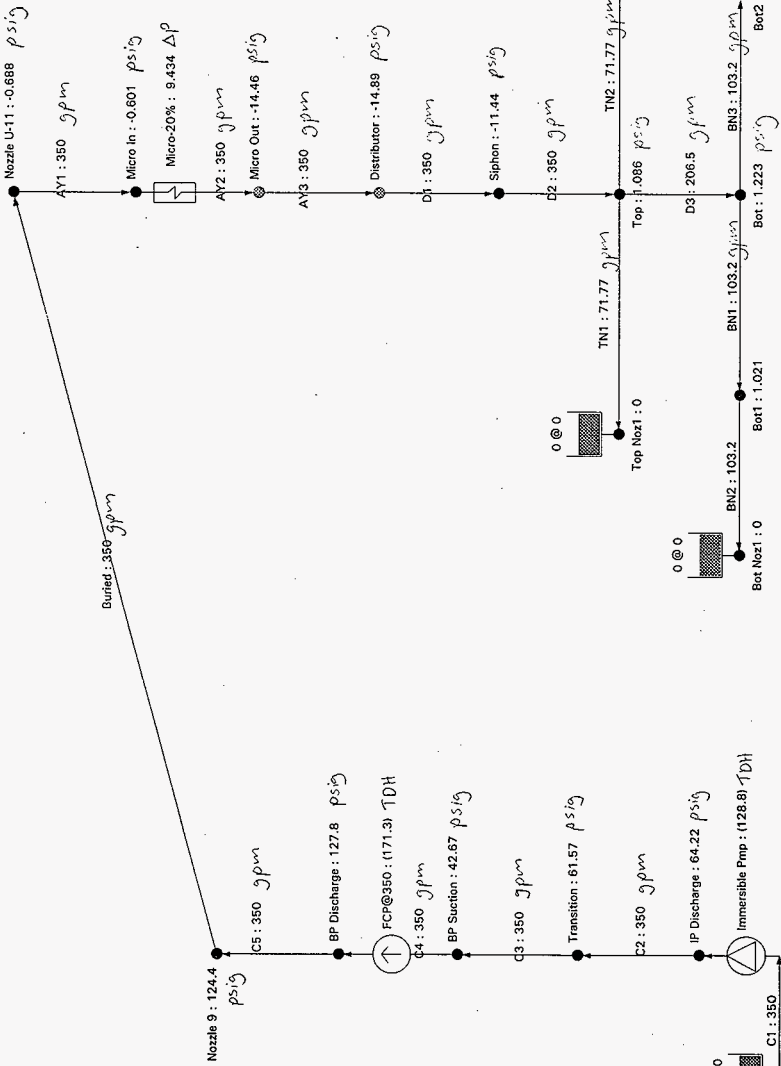 Nozzle U-11 : -0.688 psig
AY1 : 350 gpm
Micro In : -0.601 psig
Micro-20% : 9.434 Δp
AY2 : 350 gpm
Micro Out : -14.46 psig
AY3 : 350 gpm
Distributor : -14.89 psig
D1 : 350 gpm
Siphon : -11.44 psig
D2 : 350 gpm
TN2 : 71.77 gpm
Top : 1.086 psig
TN1 : 71.77 gpm
0 @ 0
Top Noz1 : 0
D3 : 206.5 gpm
BN3 : 103.2 gpm
Bot2
Bot : 1.223 psig
BN1 : 103.2 gpm
Bot1 : 1.021
BN2 : 103.2
0 @ 0
Bot Noz1 : 0
Buried : 350 gpm
Nozzle 9 : 124.4
psig
C5 : 350 gpm
BP Discharge : 127.8 psig
FCP@350 : (171.3) TDH
C4 : 350 gpm
BP Suction : 42.67 psig
C3 : 350 gpm
Transition : 61.57 psig
C2 : 350 gpm
IP Discharge : 64.22 psig
Immersible Pmp : (128.8) TDH
C1 : 350
0